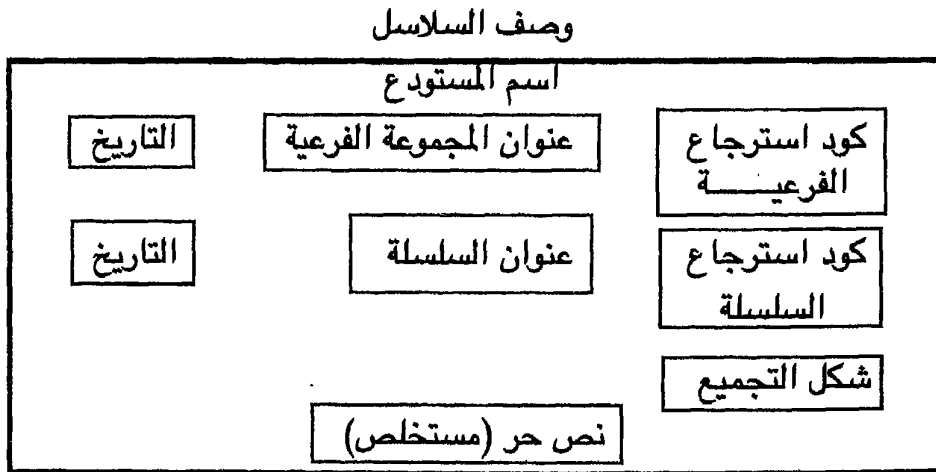 وصف السلاسل
اسم المستودع
كود استرجاع عنوان المجموعة الفرعية التاريخ
الفرعيــــــة
كود استرجاع عنوان السلسلة التاريخ
السلسلة
شكل التجميع
نص حر (مستخلص)